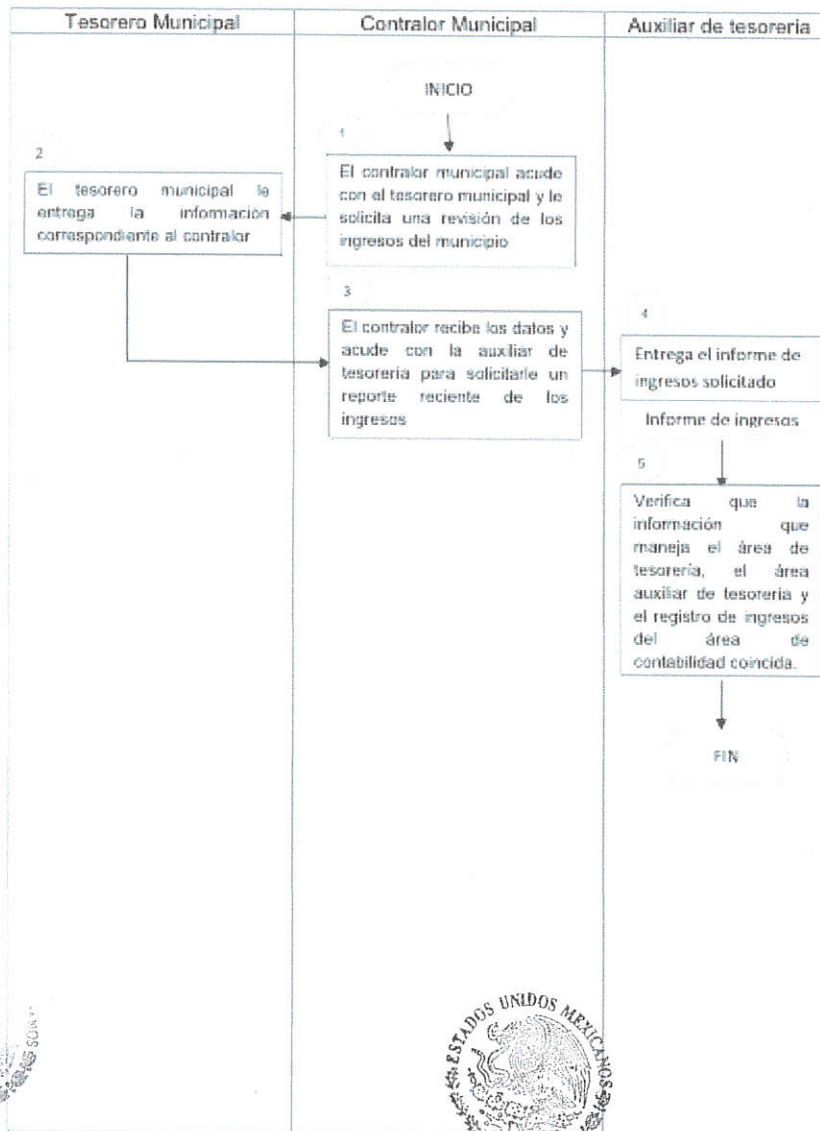 Tesorero Municipal
Contralor Municipal
Auxiliar de tesorería
INICIO
1
El contralor municipal acude
con el tesorero municipal y le
solicita una revisión de los
ingresos del municipio
2
El tesorero municipal le
entrega la información
correspondiente al contralor
3
El contralor recibe los datos y
acude con la auxiliar de
tesorería para solicitarle un
reporte reciente de los
ingresos
4
Entrega el informe de
ingresos solicitado
Informe de ingresos
5
Verifica que la
información que
maneja el área de
tesorería, el área
auxiliar de tesorería y
el registro de ingresos
del área de
contabilidad coincida.
FIN
ESTADOS UNIDOS MEXICANOS